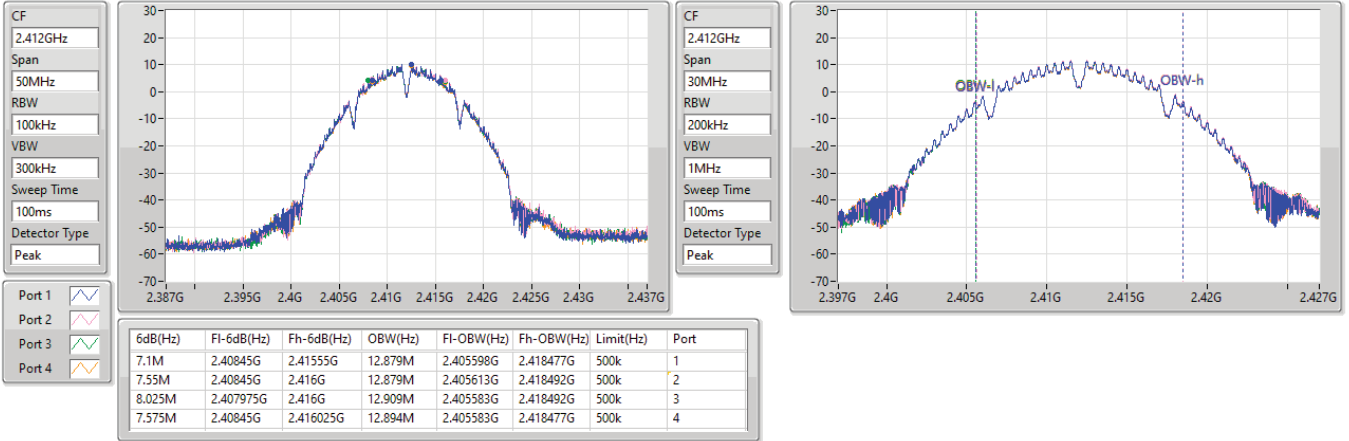 CF
2.412GHz
Span
50MHz
RBW
100kHz
VBW
300kHz
Sweep Time
100ms
Detector Type
Peak
30
20
10
0
-10
-20
-30
-40
-50
-60
-70
2.387G 2.395G 2.4G 2.405G 2.41G 2.415G 2.42G 2.425G 2.43G 2.437G
CF
2.412GHz
Span
30MHz
RBW
200kHz
VBW
1MHz
Sweep Time
100ms
Detector Type
Peak
30
20
10
0
-10
-20
-30
-40
-50
-60
-70
OBW-l OBW-h
2.397G 2.4G 2.405G 2.41G 2.415G 2.42G 2.427G
Port 1
Port 2
Port 3
Port 4
6dB(Hz) Fl-6dB(Hz) Fh-6dB(Hz) OBW(Hz) Fl-OBW(Hz) Fh-OBW(Hz) Limit(Hz) Port
7.1M 2.40845G 2.41555G 12.879M 2.405598G 2.418477G 500k 1
7.55M 2.40845G 2.416G 12.879M 2.405613G 2.418492G 500k 2
8.025M 2.407975G 2.416G 12.909M 2.405583G 2.418492G 500k 3
7.575M 2.40845G 2.416025G 12.894M 2.405583G 2.418477G 500k 4